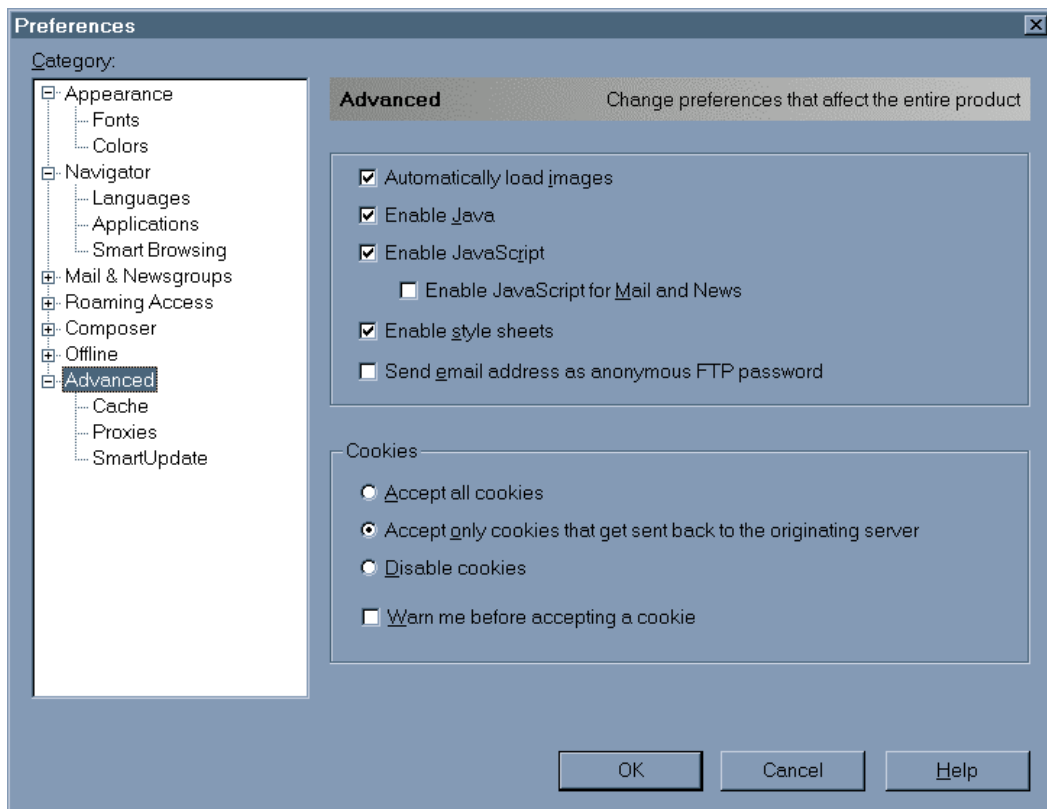 Preferences
Category:
Appearance
Fonts
Colors
Navigator
Languages
Applications
Smart Browsing
Mail & Newsgroups
Roaming Access
Composer
Offline
Advanced
Cache
Proxies
SmartUpdate
Advanced Change preferences that affect the entire product
Automatically load images
Enable Java
Enable JavaScript
Enable JavaScript for Mail and News
Enable style sheets
Send email address as anonymous FTP password
Cookies
Accept all cookies
Accept only cookies that get sent back to the originating server
Disable cookies
Warn me before accepting a cookie
OK Cancel Help